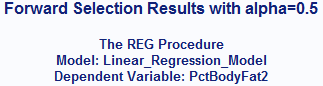 Forward Selection Results with alpha=0.5
The REG Procedure
Model: Linear_Regression_Model
Dependent Variable: PctBodyFat2